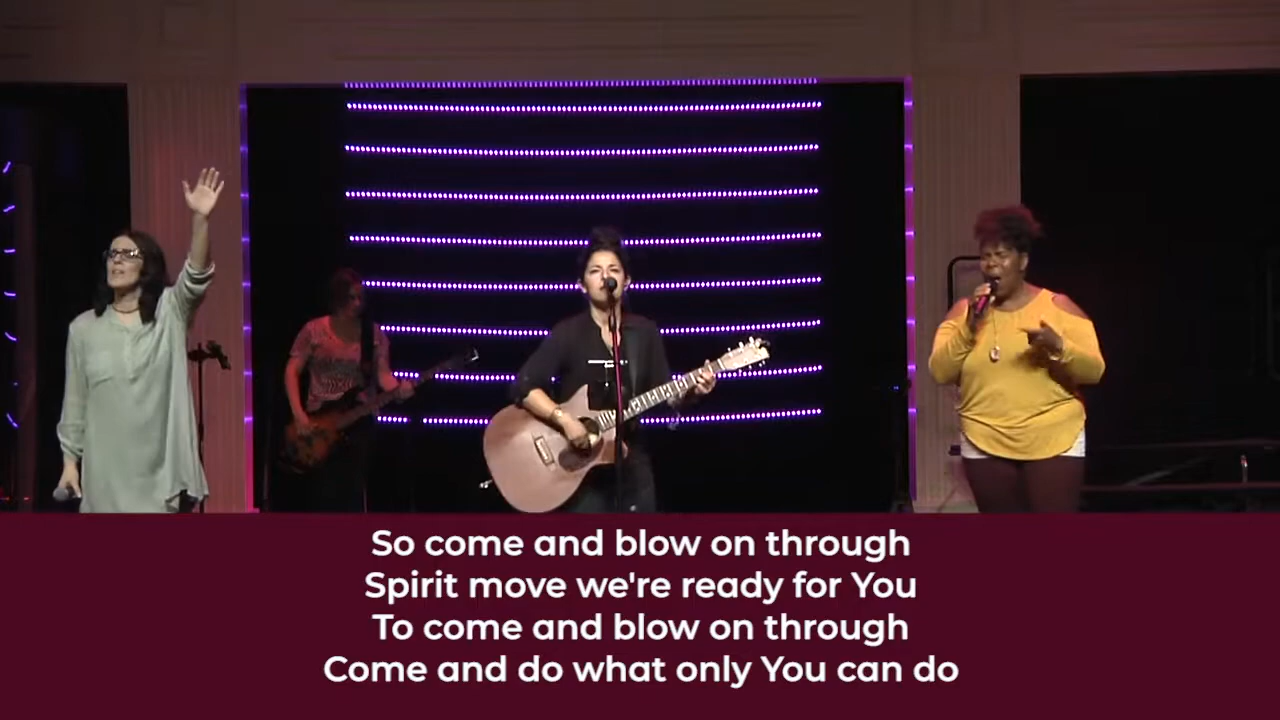 So come and blow on through
Spirit move we're ready for You
To come and blow on through
Come and do what only You can do